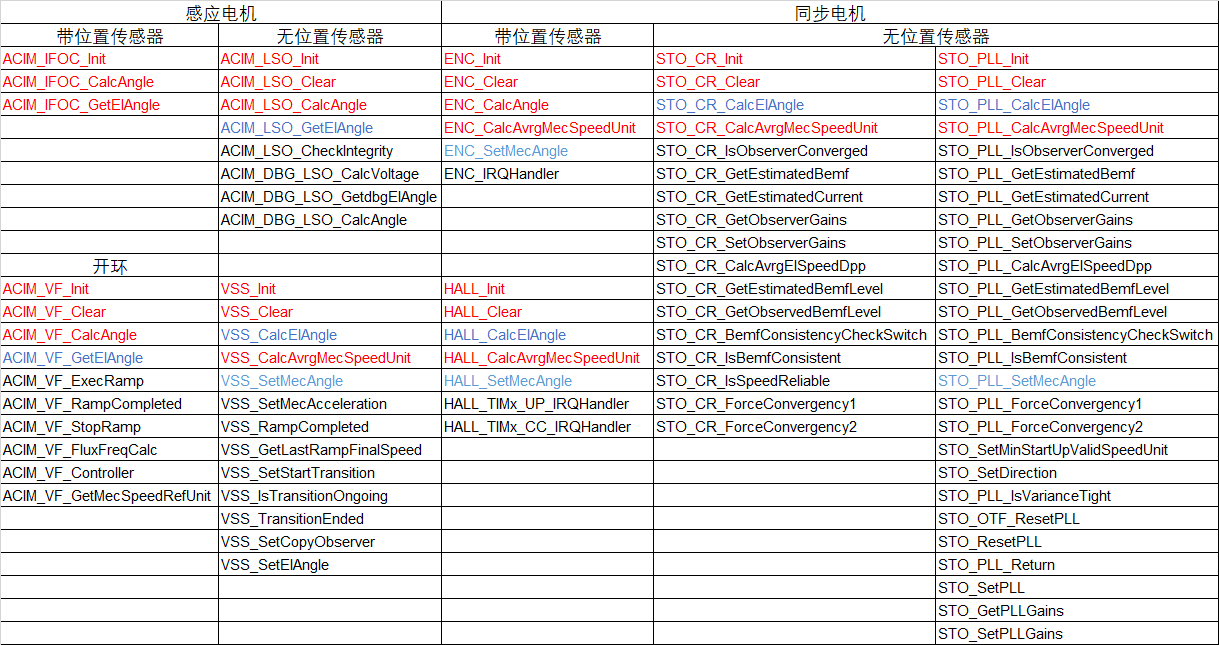 感应电机 同步电机
带位置传感器 无位置传感器 带位置传感器 无位置传感器
ACIM_IFOC_Init ACIM_LSO_Init ENC_Init STO_CR_Init STO_PLL_Init
ACIM_IFOC_CalcAngle ACIM_LSO_Clear ENC_Clear STO_CR_Clear STO_PLL_Clear
ACIM_IFOC_GetElAngle ACIM_LSO_CalcAngle ENC_CalcAngle STO_CR_CalcElAngle STO_PLL_CalcElAngle
ACIM_LSO_GetElAngle ENC_CalcAvrgMecSpeedUnit STO_CR_CalcAvrgMecSpeedUnit STO_PLL_CalcAvrgMecSpeedUnit
ACIM_LSO_CheckIntegrity ENC_SetMecAngle STO_CR_IsObserverConverged STO_PLL_IsObserverConverged
ACIM_DBG_LSO_CalcVoltage ENC_IRQHandler STO_CR_GetEstimatedBemf STO_PLL_GetEstimatedBemf
ACIM_DBG_LSO_GetdbgElAngle STO_CR_GetEstimatedCurrent STO_PLL_GetEstimatedCurrent
ACIM_DBG_LSO_CalcAngle STO_CR_GetObserverGains STO_PLL_GetObserverGains
STO_CR_SetObserverGains STO_PLL_SetObserverGains
开环 STO_CR_CalcAvrgElSpeedDpp STO_PLL_CalcAvrgElSpeedDpp
ACIM_VF_Init VSS_Init HALL_Init STO_CR_GetEstimatedBemfLevel STO_PLL_GetEstimatedBemfLevel
ACIM_VF_Clear VSS_Clear HALL_Clear STO_CR_GetObservedBemfLevel STO_PLL_GetObservedBemfLevel
ACIM_VF_CalcAngle VSS_CalcElAngle HALL_CalcElAngle STO_CR_BemfConsistencyCheckSwitch STO_PLL_BemfConsistencyCheckSwitch
ACIM_VF_GetElAngle VSS_CalcAvrgMecSpeedUnit HALL_CalcAvrgMecSpeedUnit STO_CR_IsBemfConsistent STO_PLL_IsBemfConsistent
ACIM_VF_ExecRamp VSS_SetMecAngle HALL_SetMecAngle STO_CR_IsSpeedReliable STO_PLL_SetMecAngle
ACIM_VF_RampCompleted VSS_SetMecAcceleration HALL_TIMx_UP_IRQHandler STO_CR_ForceConvergency1 STO_PLL_ForceConvergency1
ACIM_VF_StopRamp VSS_RampCompleted HALL_TIMx_CC_IRQHandler STO_CR_ForceConvergency2 STO_PLL_ForceConvergency2
ACIM_VF_FluxFreqCalc VSS_GetLastRampFinalSpeed STO_SetMinStartUpValidSpeedUnit
ACIM_VF_Controller VSS_SetStartTransition STO_SetDirection
ACIM_VF_GetMecSpeedRefUnit VSS_IsTransitionOngoing STO_PLL_IsVarianceTight
VSS_TransitionEnded STO_OTF_ResetPLL
VSS_SetCopyObserver STO_ResetPLL
VSS_SetElAngle STO_PLL_Return
STO_SetPLL
STO_GetPLLGains
STO_SetPLLGains